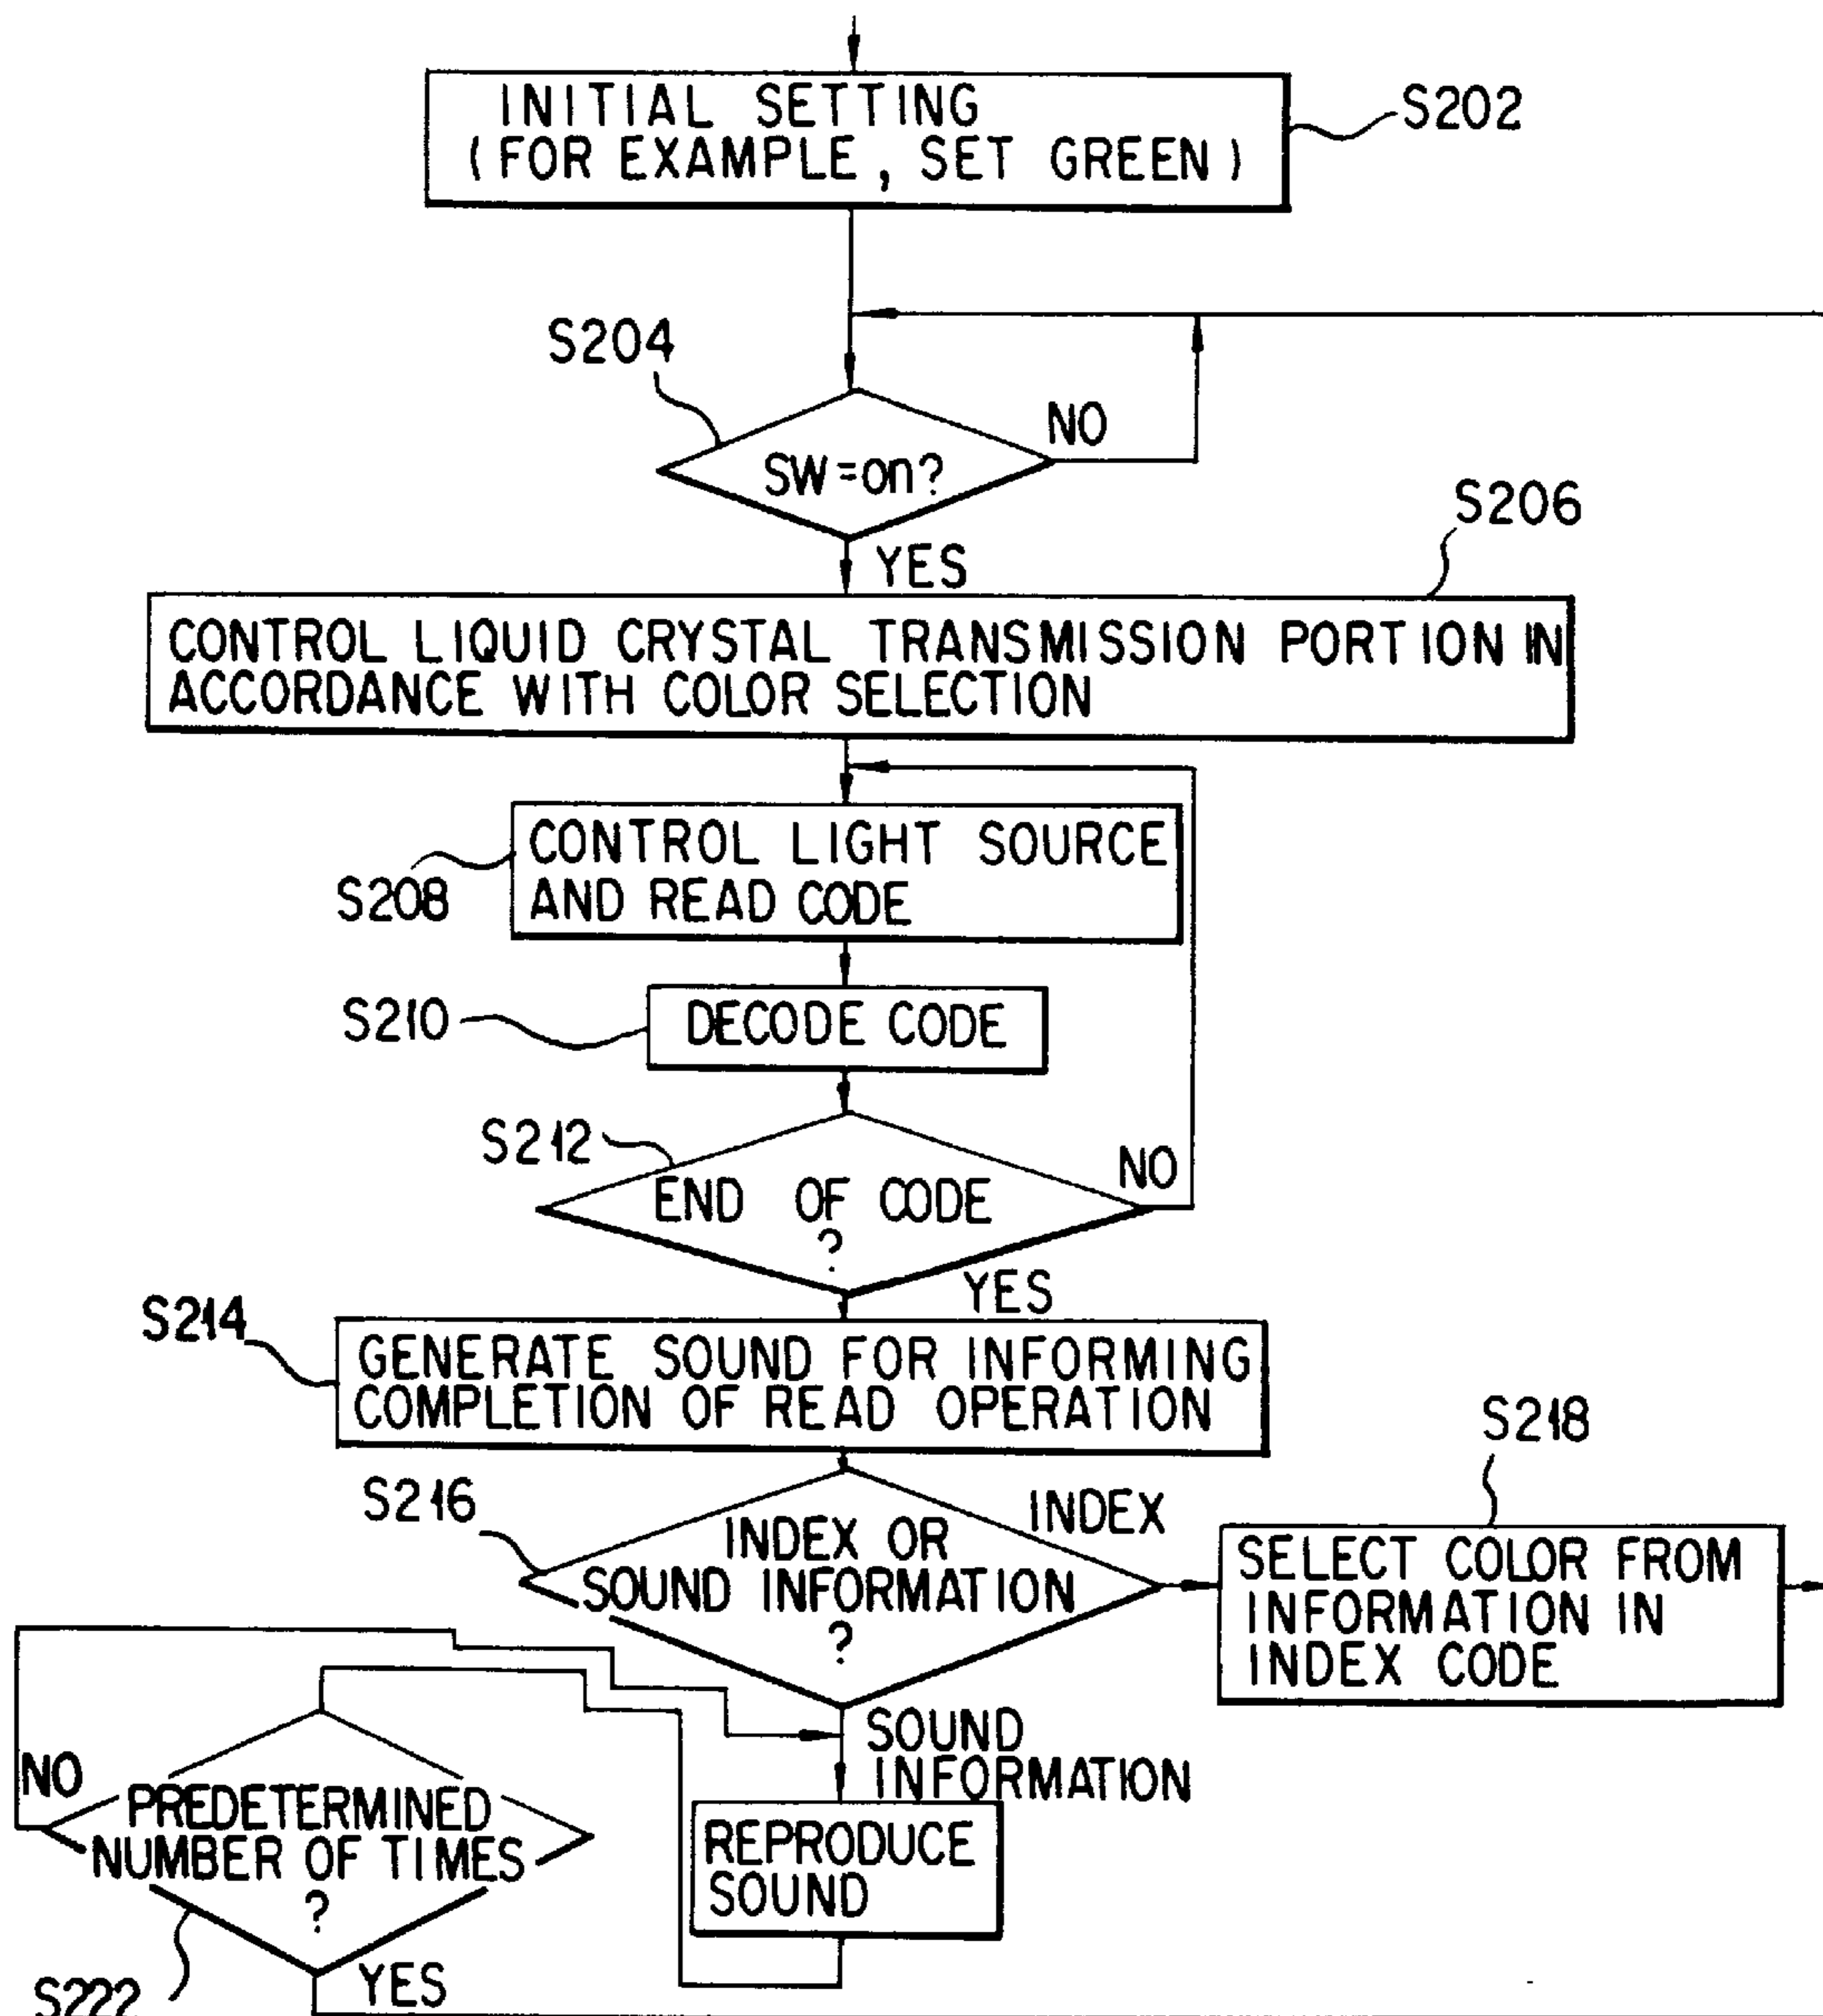 INITIAL SETTING
(FOR EXAMPLE, SET GREEN)
S202
S204
SW=on?
NO
YES
S206
CONTROL LIQUID CRYSTAL TRANSMISSION PORTION IN
ACCORDANCE WITH COLOR SELECTION
CONTROL LIGHT SOURCE
AND READ CODE
S208
S210
DECODE CODE
S212
END OF CODE
?
NO
YES
S214
GENERATE SOUND FOR INFORMING
COMPLETION OF READ OPERATION
S216
INDEX OR
SOUND INFORMATION
?
INDEX
S218
SELECT COLOR FROM
INFORMATION IN
INDEX CODE
SOUND
INFORMATION
REPRODUCE
SOUND
NO
PREDETERMINED
NUMBER OF TIMES
?
YES
S222